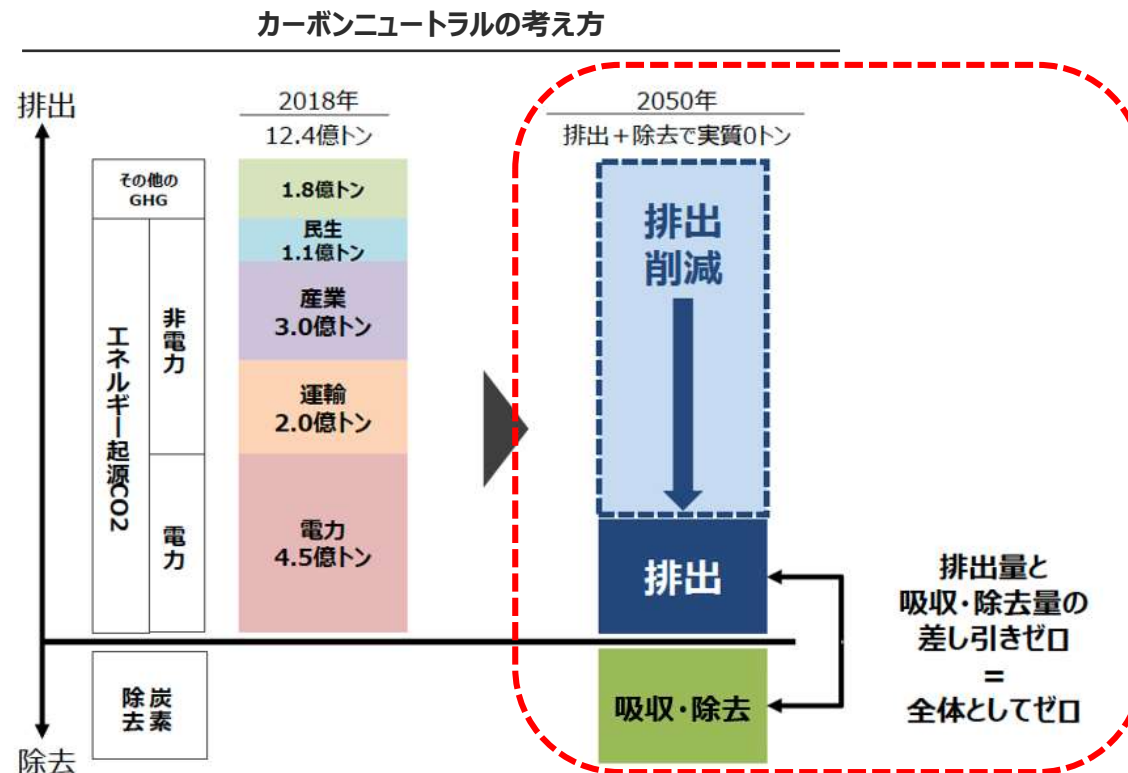 カーボンニュートラルの考え方
排出
2018年
12.4億トン
2050年
排出＋除去で実質0トン
その他の
GHG
エネルギー起源CO2
非電力
電力
1.8億トン
民生
1.1億トン
産業
3.0億トン
運輸
2.0億トン
電力
4.5億トン
排出
削減
排出
吸収・除去
排出量と
吸収・除去量の
差し引きゼロ
=
全体としてゼロ
炭素
除去
除去